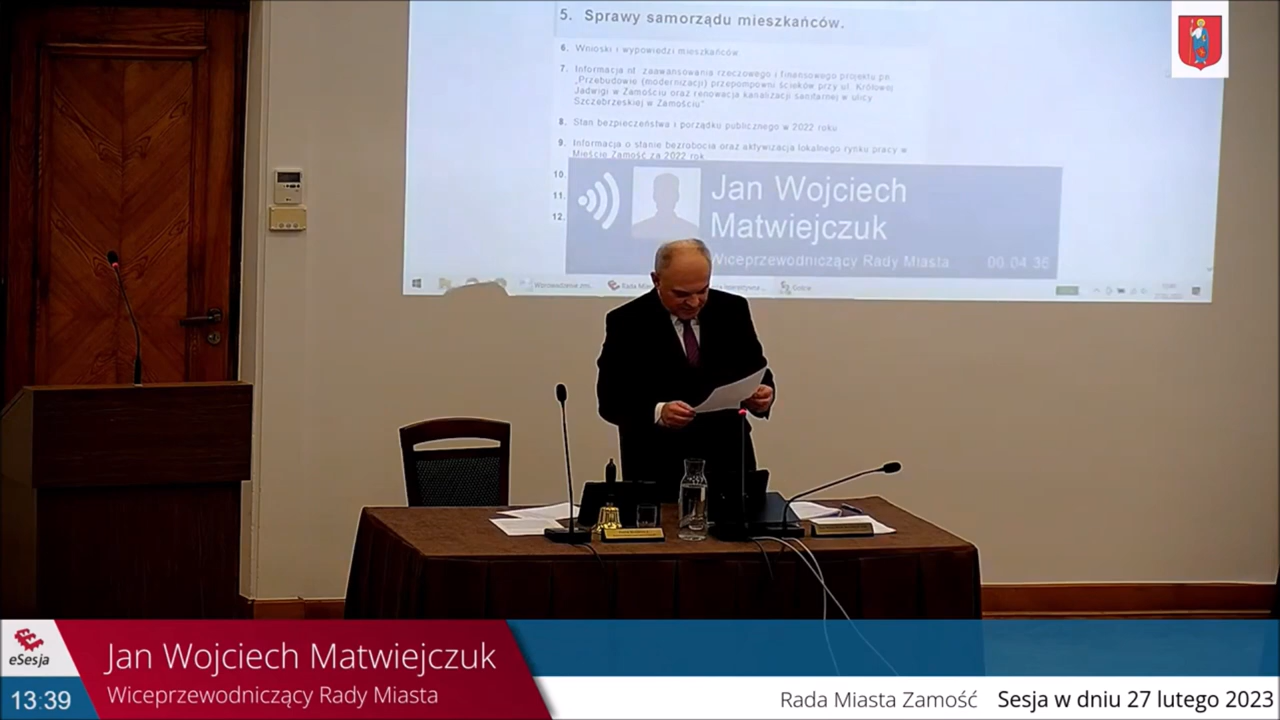 5. Sprawy samorządu mieszkańców.
6. Wnioski i wypowiedzi mieszkańców
7. Informacja nt. zaawansowania rzeczowego i finansowego projektu pn.
„Przebudowie (modernizacji) przepompowni ścieków przy ul. Królowej
Jadwigi w Zamościu oraz renowacja kanalizacji sanitarnej w ulicy
Szczebrzeskiej w Zamościu"
8. Stan bezpieczeństwa i porządku publicznego w 2022 roku
9. Informacja o stanie bezrobocia oraz aktywizacja lokalnego rynku pracy w
Mieście Zamość za 2022 rok
10.
11.
12.
Jan Wojciech
Matwiejczuk
Wiceprzewodniczący Rady Miasta 00:04:36
eSesja
13:39
Jan Wojciech Matwiejczuk
Wiceprzewodniczący Rady Miasta
Rada Miasta Zamość Sesja w dniu 27 lutego 2023